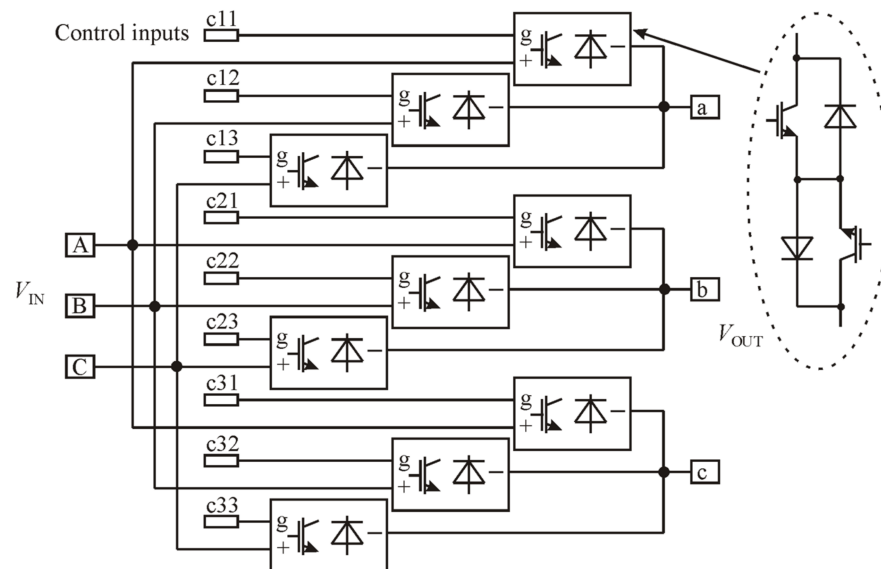 Control inputs
c11
g
+
−
c12
g
+
−
a
c13
g
+
−
c21
g
+
−
A
c22
g
+
−
b
V_IN
B
c23
g
+
−
V_OUT
C
c31
g
+
−
c32
g
+
−
c
c33
g
+
−